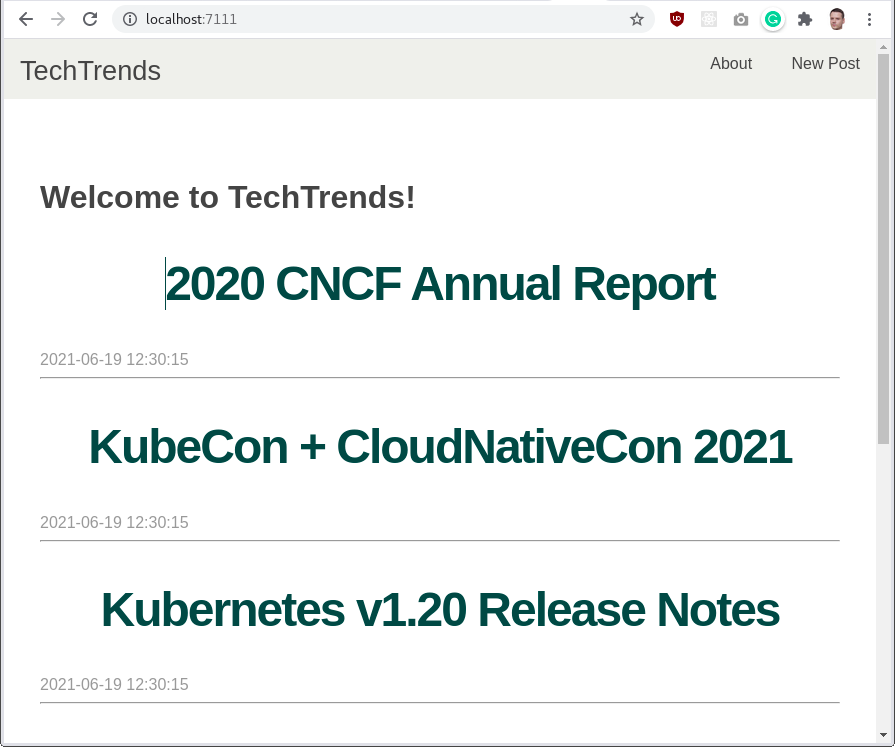 localhost:7111
TechTrends
About
New Post
Welcome to TechTrends!
2020 CNCF Annual Report
2021-06-19 12:30:15
KubeCon + CloudNativeCon 2021
2021-06-19 12:30:15
Kubernetes v1.20 Release Notes
2021-06-19 12:30:15